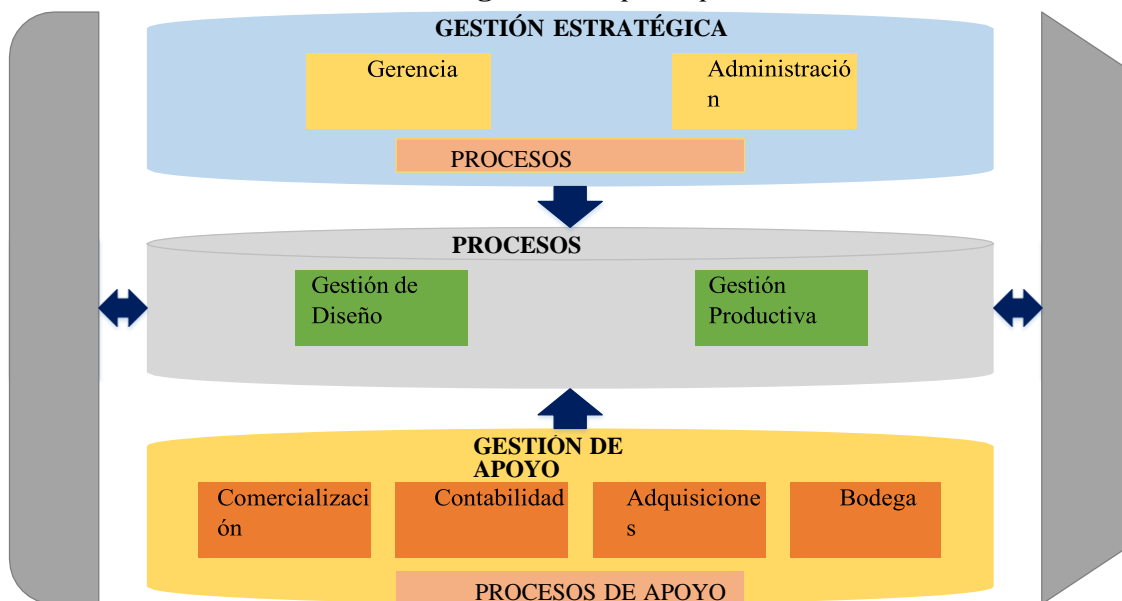 GESTIÓN ESTRATÉGICA
Gerencia
Administració
n
PROCESOS
PROCESOS
Gestión de
Diseño
Gestión
Productiva
GESTIÓN DE
APOYO
Comercializaci
ón
Contabilidad
Adquisicione
s
Bodega
PROCESOS DE APOYO